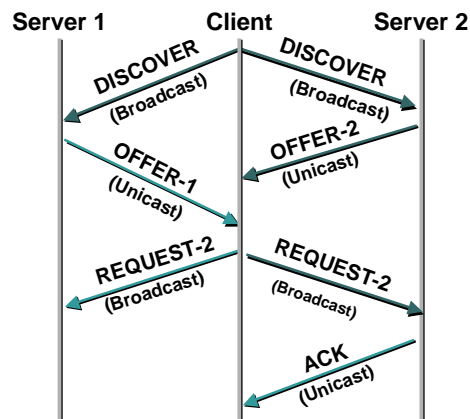 Server 1 Client Server 2
DISCOVER
(Broadcast)
DISCOVER
(Broadcast)
OFFER-2
(Unicast)
OFFER-1
(Unicast)
REQUEST-2
(Broadcast)
REQUEST-2
(Broadcast)
ACK
(Unicast)